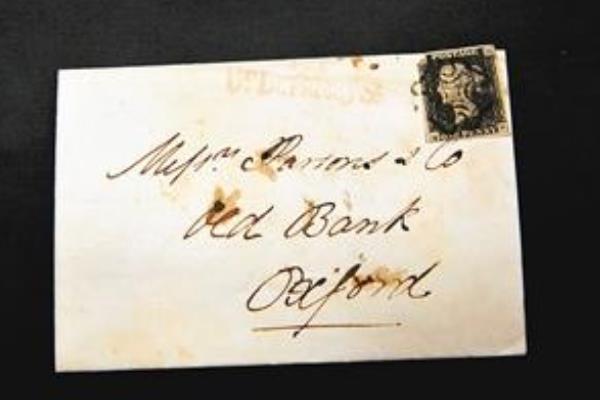 Messrs Parsons & Co
Old Bank
Oxford